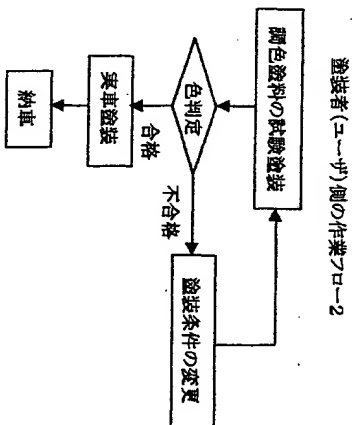 塗装者(ユーザ)側の作業フロー2
調色塗料の試験塗装
色判定
合格
不合格
実車塗装
塗装条件の変更
納車